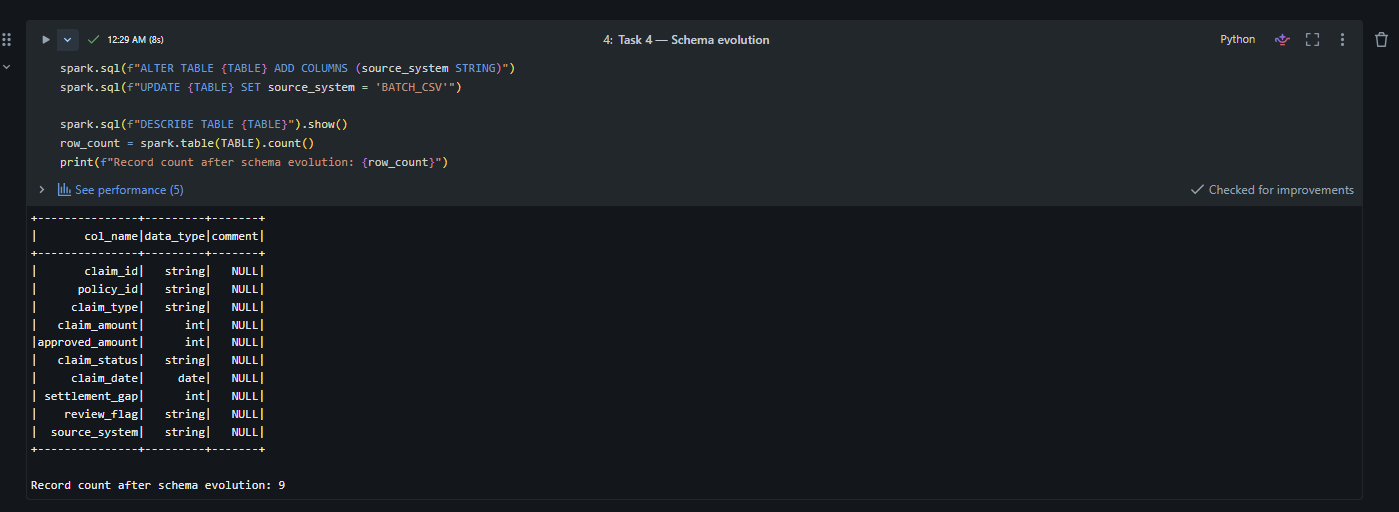 12:29 AM (8s)
4: Task 4 — Schema evolution
Python
spark.sql(f"ALTER TABLE {TABLE} ADD COLUMNS (source_system STRING)")
spark.sql(f"UPDATE {TABLE} SET source_system = 'BATCH_CSV'")
spark.sql(f"DESCRIBE TABLE {TABLE}").show()
row_count = spark.table(TABLE).count()
print(f"Record count after schema evolution: {row_count}")
See performance (5)
Checked for improvements
+---------------+---------+-------+
|       col_name|data_type|comment|
+---------------+---------+-------+
|       claim_id|   string|   NULL|
|      policy_id|   string|   NULL|
|     claim_type|   string|   NULL|
|   claim_amount|      int|   NULL|
|approved_amount|      int|   NULL|
|   claim_status|   string|   NULL|
|     claim_date|     date|   NULL|
| settlement_gap|      int|   NULL|
|    review_flag|   string|   NULL|
|  source_system|   string|   NULL|
+---------------+---------+-------+
Record count after schema evolution: 9